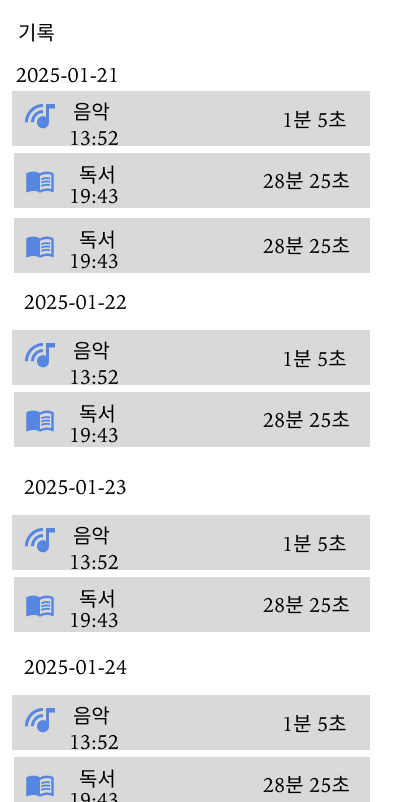 기록
2025-01-21
음악
13:52
1분 5초
독서
19:43
28분 25초
독서
19:43
28분 25초
2025-01-22
음악
13:52
1분 5초
독서
19:43
28분 25초
2025-01-23
음악
13:52
1분 5초
독서
19:43
28분 25초
2025-01-24
음악
13:52
1분 5초
독서
19:43
28분 25초